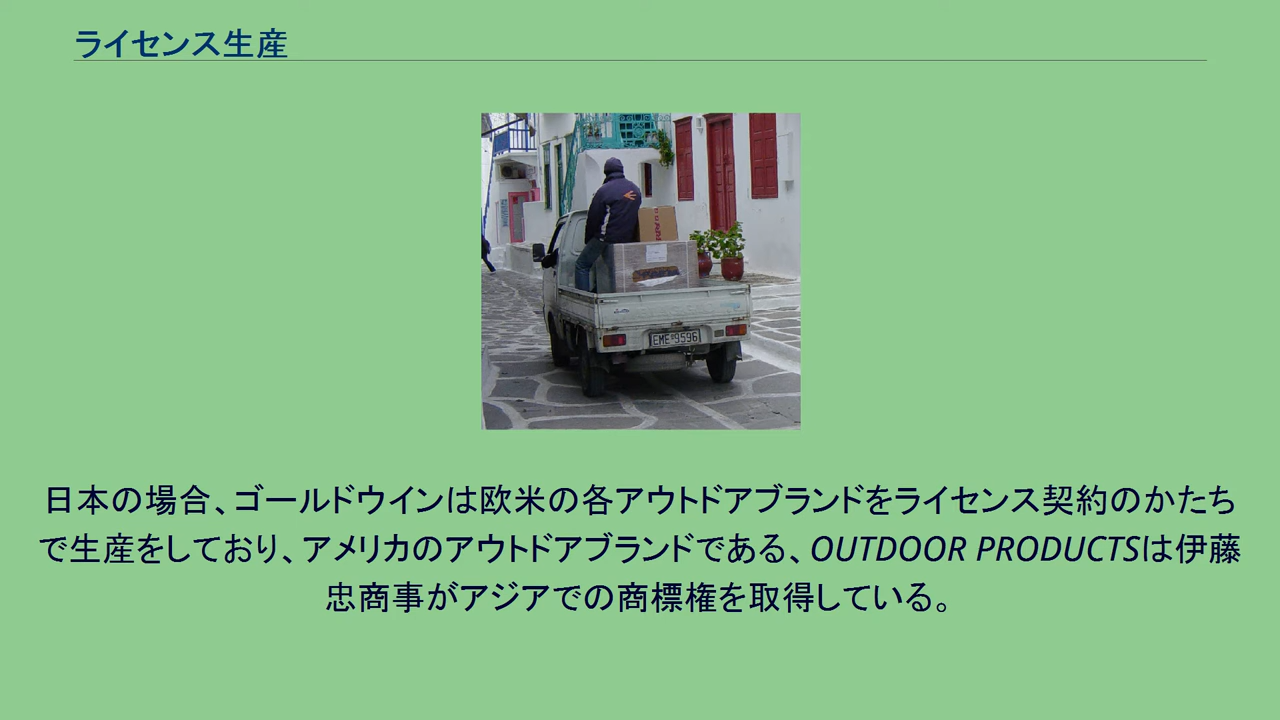 ライセンス生産
EME 9596
日本の場合、ゴールドウインは欧米の各アウトドアブランドをライセンス契約のかたち
で生産をしており、アメリカのアウトドアブランドである、OUTDOOR PRODUCTSは伊藤
忠商事がアジアでの商標権を取得している。